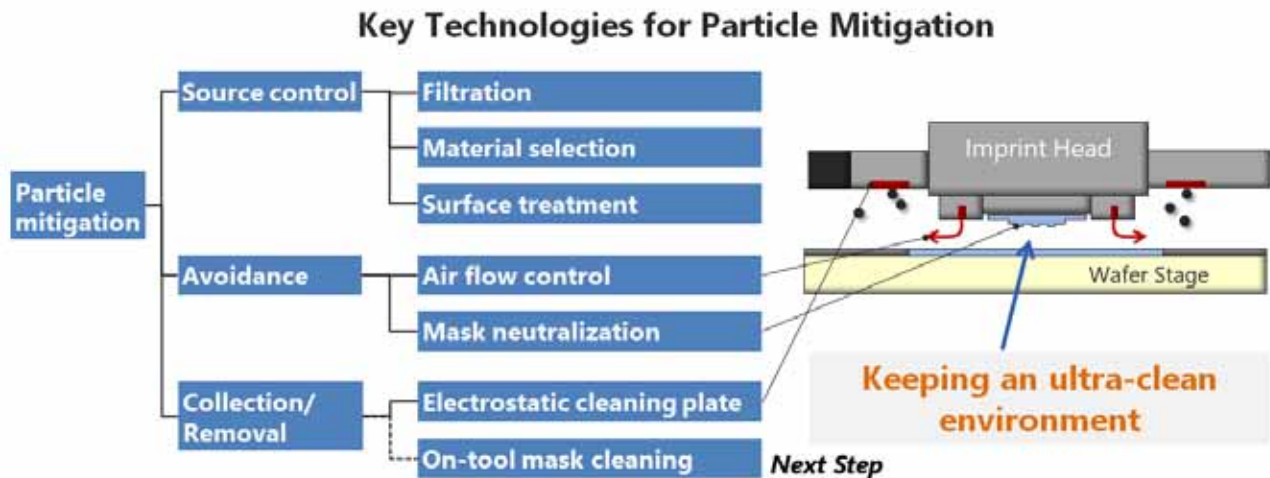 Key Technologies for Particle Mitigation
Particle
mitigation
Source control
Filtration
Material selection
Surface treatment
Avoidance
Air flow control
Mask neutralization
Collection/
Removal
Electrostatic cleaning plate
On-tool mask cleaning
Next Step
Imprint Head
Wafer Stage
Keeping an ultra-clean
environment